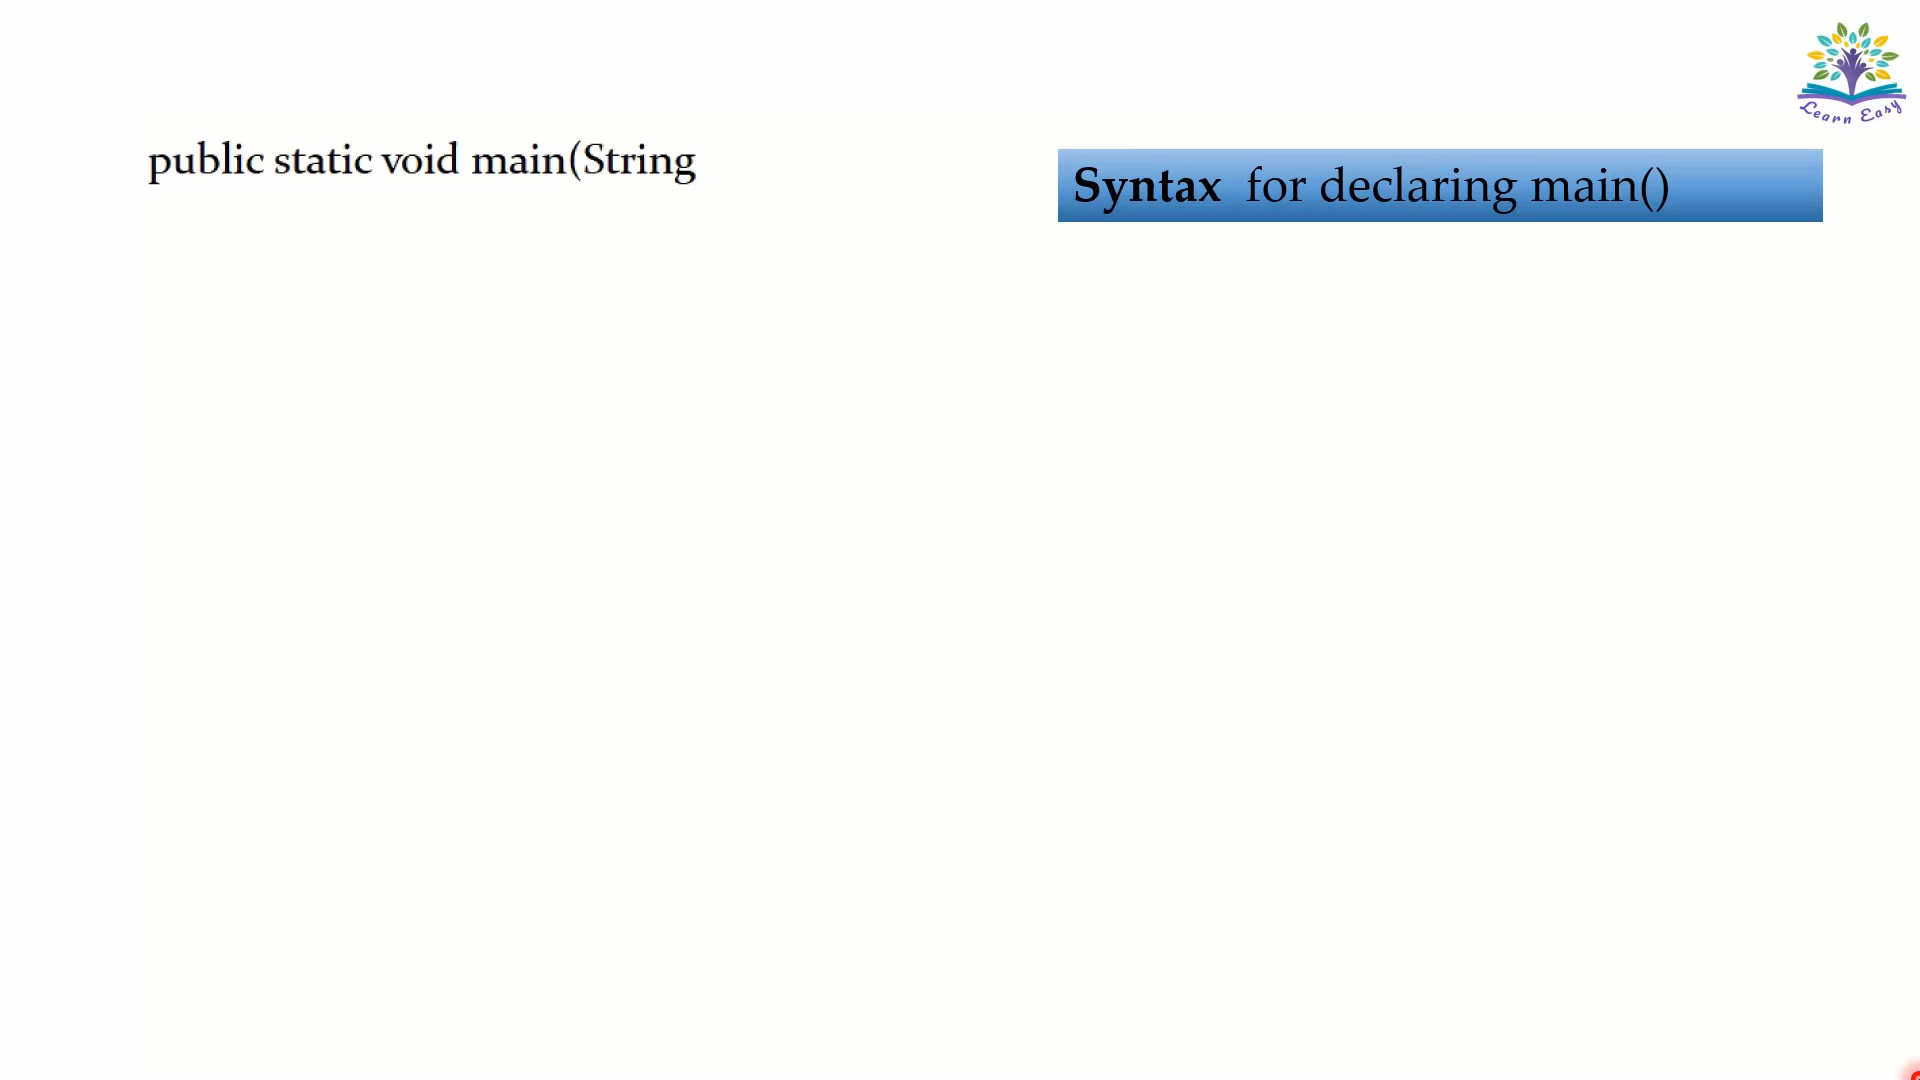 Learn Easy
public static void main(String
Syntax for declaring main()